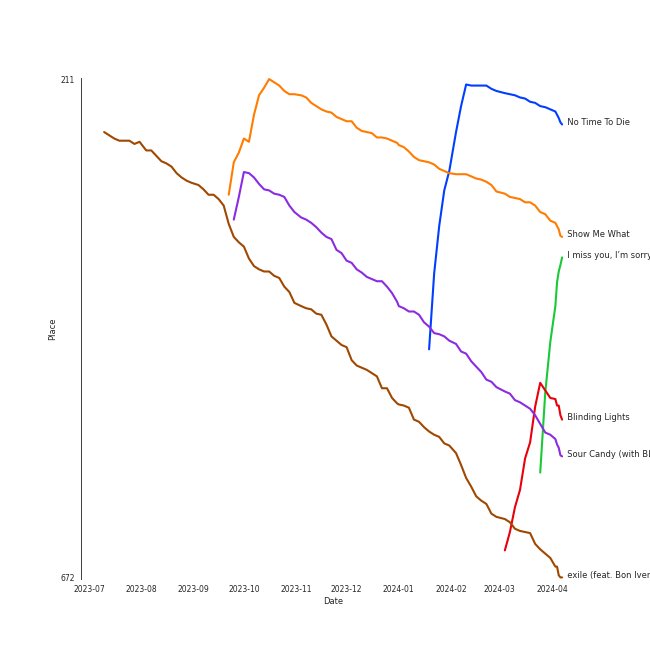 211
No Time To Die
Show Me What
I miss you, I'm sorry
Place
Blinding Lights
Sour Candy (with Bl
exile (feat. Bon Iver
672
2023-07 2023-08 2023-09 2023-10 2023-11 2023-12 2024-01 2024-02 2024-03 2024-04
Date